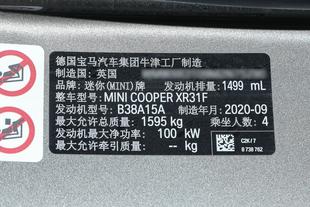 德国宝马汽车集团牛津工厂制造
制造国：英国
品牌：迷你(MINI)牌 发动机排量：1499 mL
整车型号：MINI COOPER XR31F
发动机型号：B38A15A 制造年月：2020-09
最大允许总质量：1595 kg 乘坐人数：4
发动机最大净功率：100 kW
最大允许牵引质量：-- kg
C2K/7
8 738 762